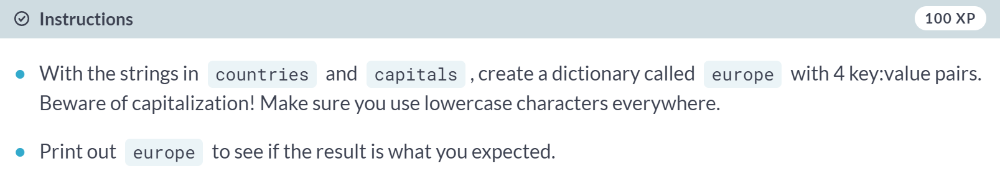 Instructions
100 XP
With the strings in countries and capitals , create a dictionary called europe with 4 key:value pairs.
Beware of capitalization! Make sure you use lowercase characters everywhere.
Print out europe to see if the result is what you expected.